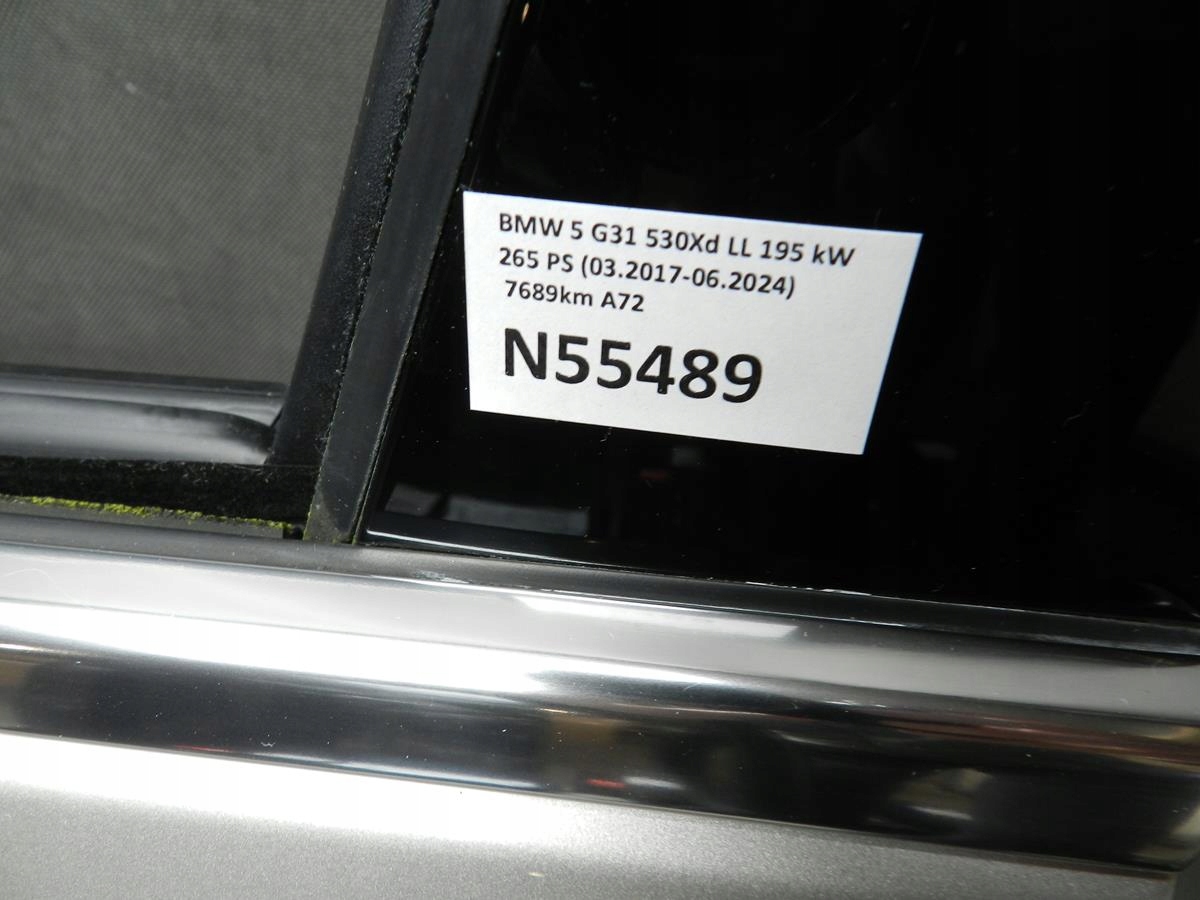 BMW 5 G31 530Xd LL 195 kW
265 PS (03.2017-06.2024)
7689km A72
N55489